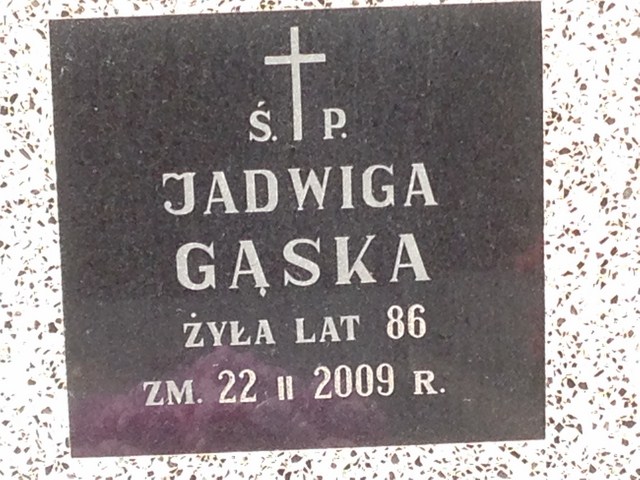 Ś. P.
JADWIGA
GĄSKA
ŻYŁA LAT 86
ZM. 22 II 2009 R.